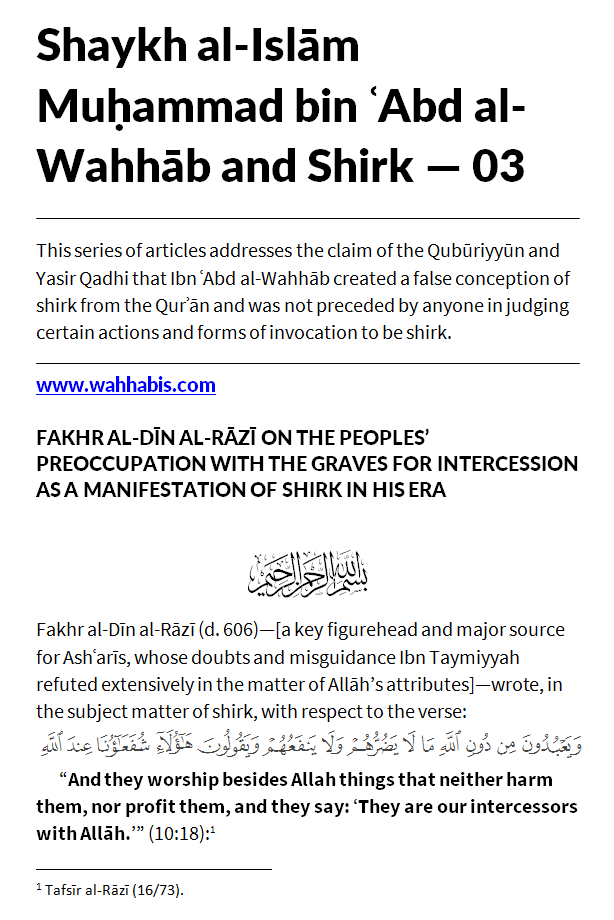 Shaykh al-Islām
Muḥammad bin ʿAbd al-
Wahhāb and Shirk — 03
This series of articles addresses the claim of the Qubūriyyūn and
Yasir Qadhi that Ibn ʿAbd al-Wahhāb created a false conception of
shirk from the Qurʾān and was not preceded by anyone in judging
certain actions and forms of invocation to be shirk.
www.wahhabis.com
FAKHR AL-DĪN AL-RĀZĪ ON THE PEOPLES’
PREOCCUPATION WITH THE GRAVES FOR INTERCESSION
AS A MANIFESTATION OF SHIRK IN HIS ERA
بِسْمِ اللَّهِ الرَّحْمَنِ الرَّحِيمِ
Fakhr al-Dīn al-Rāzī (d. 606)—[a key figurehead and major source
for Ashʿarīs, whose doubts and misguidance Ibn Taymiyyah
refuted extensively in the matter of Allāh’s attributes]—wrote, in
the subject matter of shirk, with respect to the verse:
وَيَعْبُدُونَ مِن دُونِ ٱللَّهِ مَا لَا يَضُرُّهُمْ وَلَا يَنفَعُهُمْ وَيَقُولُونَ هَٰٓؤُلَآءِ شُفَعَٰٓؤُنَا عِندَ ٱللَّهِ
“And they worship besides Allah things that neither harm
them, nor profit them, and they say: ‘They are our intercessors
with Allāh.’” (10:18):¹
¹ Tafsīr al-Rāzī (16/73).